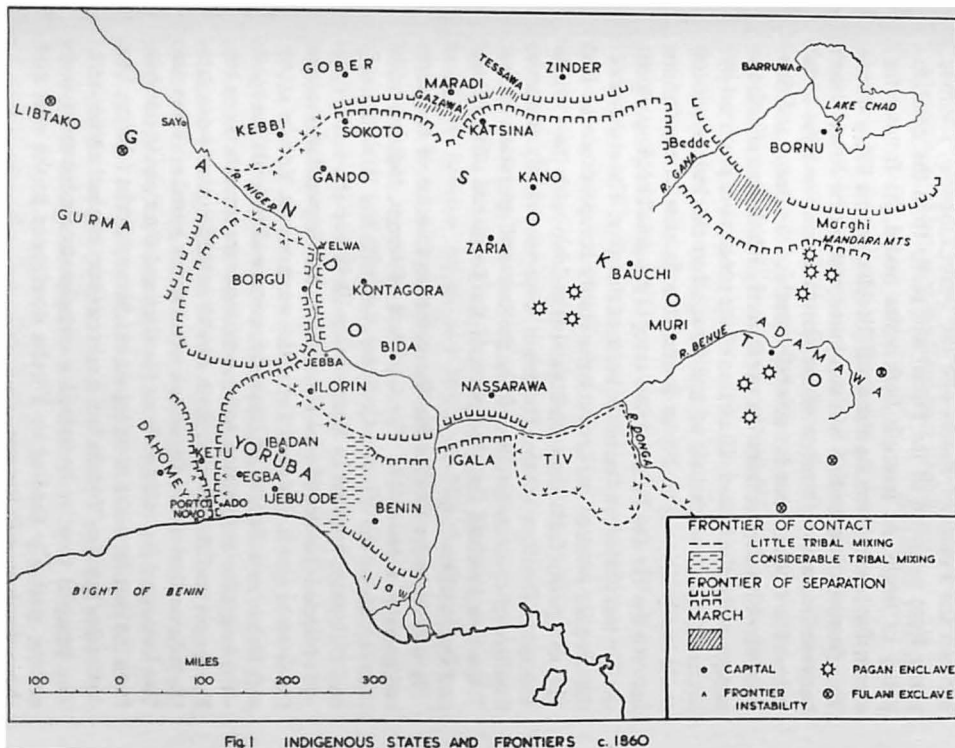 GOBER
ZINDER
TESSAWA
MARADI
BARRUWA
GAZAWA
LIBTAKO
LAKE CHAD
SAY
KEBBI
SOKOTO
KATSINA
Bedde
BORNU
G A N D
GANDO
S K T
KANO
R. GANA
R. NIGER
GURMA
Marghi
YELWA
ZARIA
MANDARA MTS
BORGU
KONTAGORA
BAUCHI
MURI
ADAMAWA
BIDA
R. BENUE
JEBBA
ILORIN
NASSARAWA
DAHOMEY
KETU
YORUBA
IBADAN
IGALA
TIV
R. DONGA
EGBA
IJEBU ODE
PORTO NOVO
ADO
BENIN
Ijaw
BIGHT OF BENIN
MILES
100 0 100 200 300
FRONTIER OF CONTACT
LITTLE TRIBAL MIXING
CONSIDERABLE TRIBAL MIXING
FRONTIER OF SEPARATION
MARCH
CAPITAL
PAGAN ENCLAVE
FRONTIER INSTABILITY
FULANI EXCLAVE
Fig.1 INDIGENOUS STATES AND FRONTIERS c. 1860